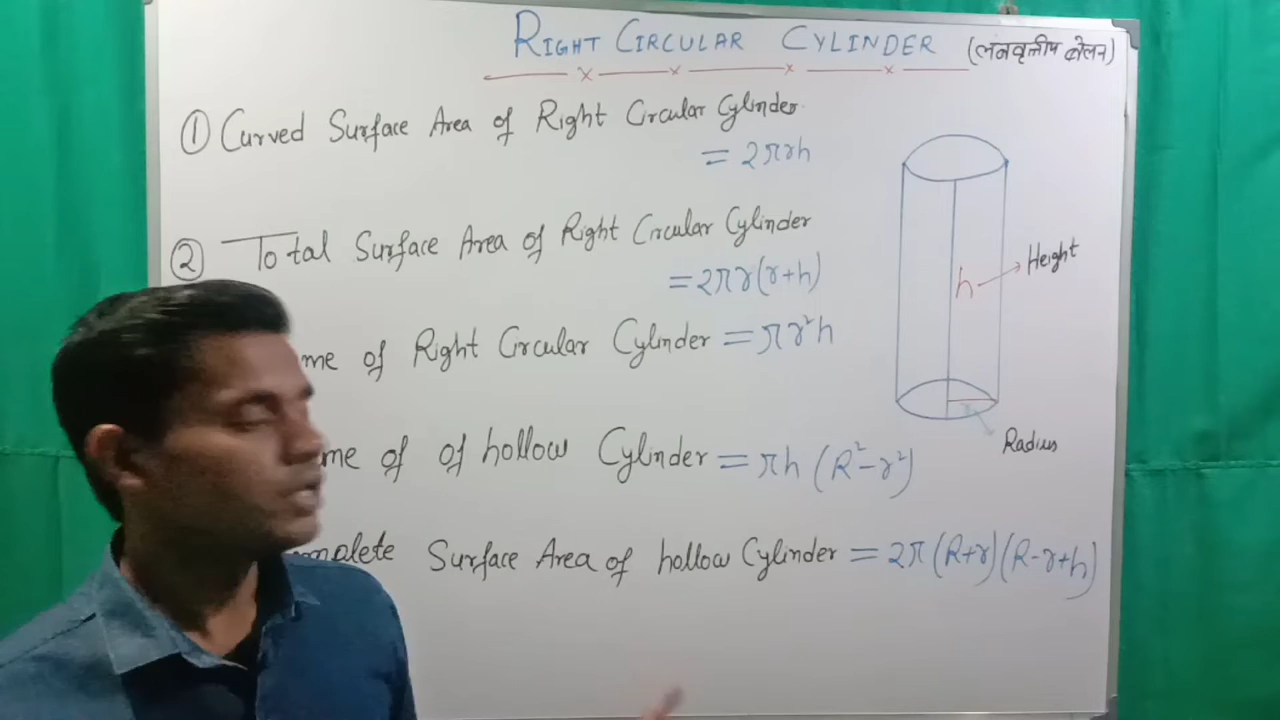 RIGHT CIRCULAR CYLINDER (लम्बवृत्तीय बेलन)
① Curved Surface Area of Right Circular Cylinder
= 2πrh
② Total Surface Area of Right Circular Cylinder
= 2πr(r+h)
me of Right Circular Cylinder = πr²h
me of of hollow Cylinder = πh (R²-r²)
mplete Surface Area of hollow Cylinder = 2π(R+r)(R-r+h)
h
Height
Radius